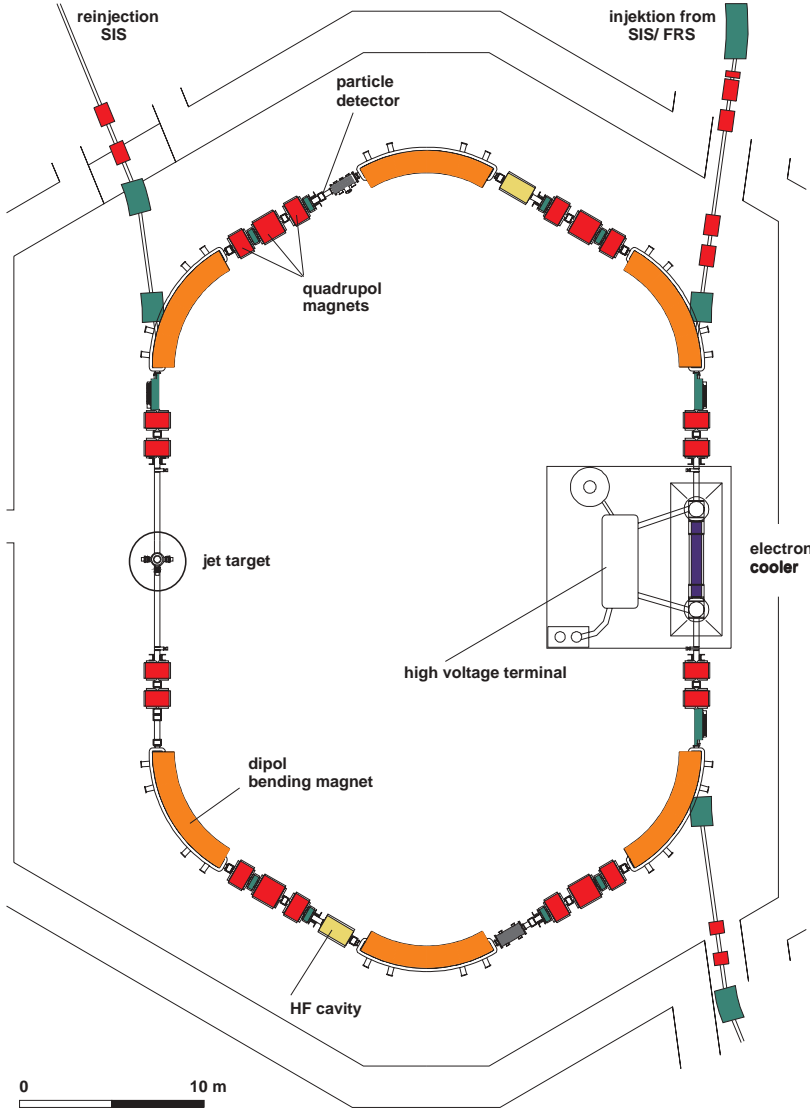 reinjection
SIS
injektion from
SIS/ FRS
particle
detector
quadrupol
magnets
jet target
electron
cooler
high voltage terminal
dipol
bending magnet
HF cavity
0
10 m